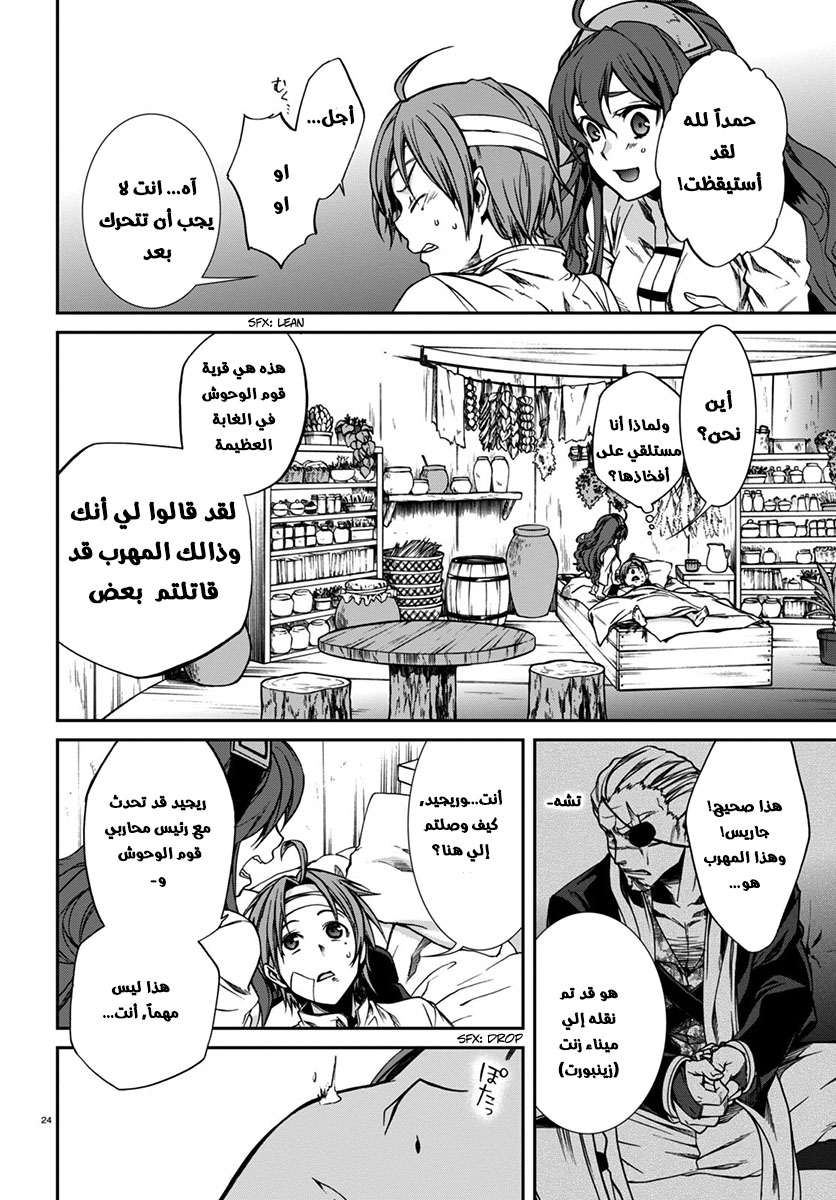 حمداً لله
لقد
أستيقظت!
أجل...
او
او
む
く
آه... انت لا
يجب أن تتحرك
بعد
SFX: LEAN
أين
نحن؟
ولماذا أنا
مستلقي على
أفخاذها؟
هذه هي قرية
قوم الوحوش
في الغابة
العظيمة
لقد قالوا لي أنك
وذالك المهرب قد
قاتلتم بعض
هذا صحيح!
جاريس!
وهذا المهرب
هو...
تشه-
هو قد تم
نقله إلي
ميناء زنت
(زينبورت)
أنت...وريجيد,
كيف وصلتم
إلي هنا؟
ريجيد قد تحدث
مع رئيس محاربي
قوم الوحوش
و-
هذا ليس
مهماً, أنت...
SFX: DROP
24